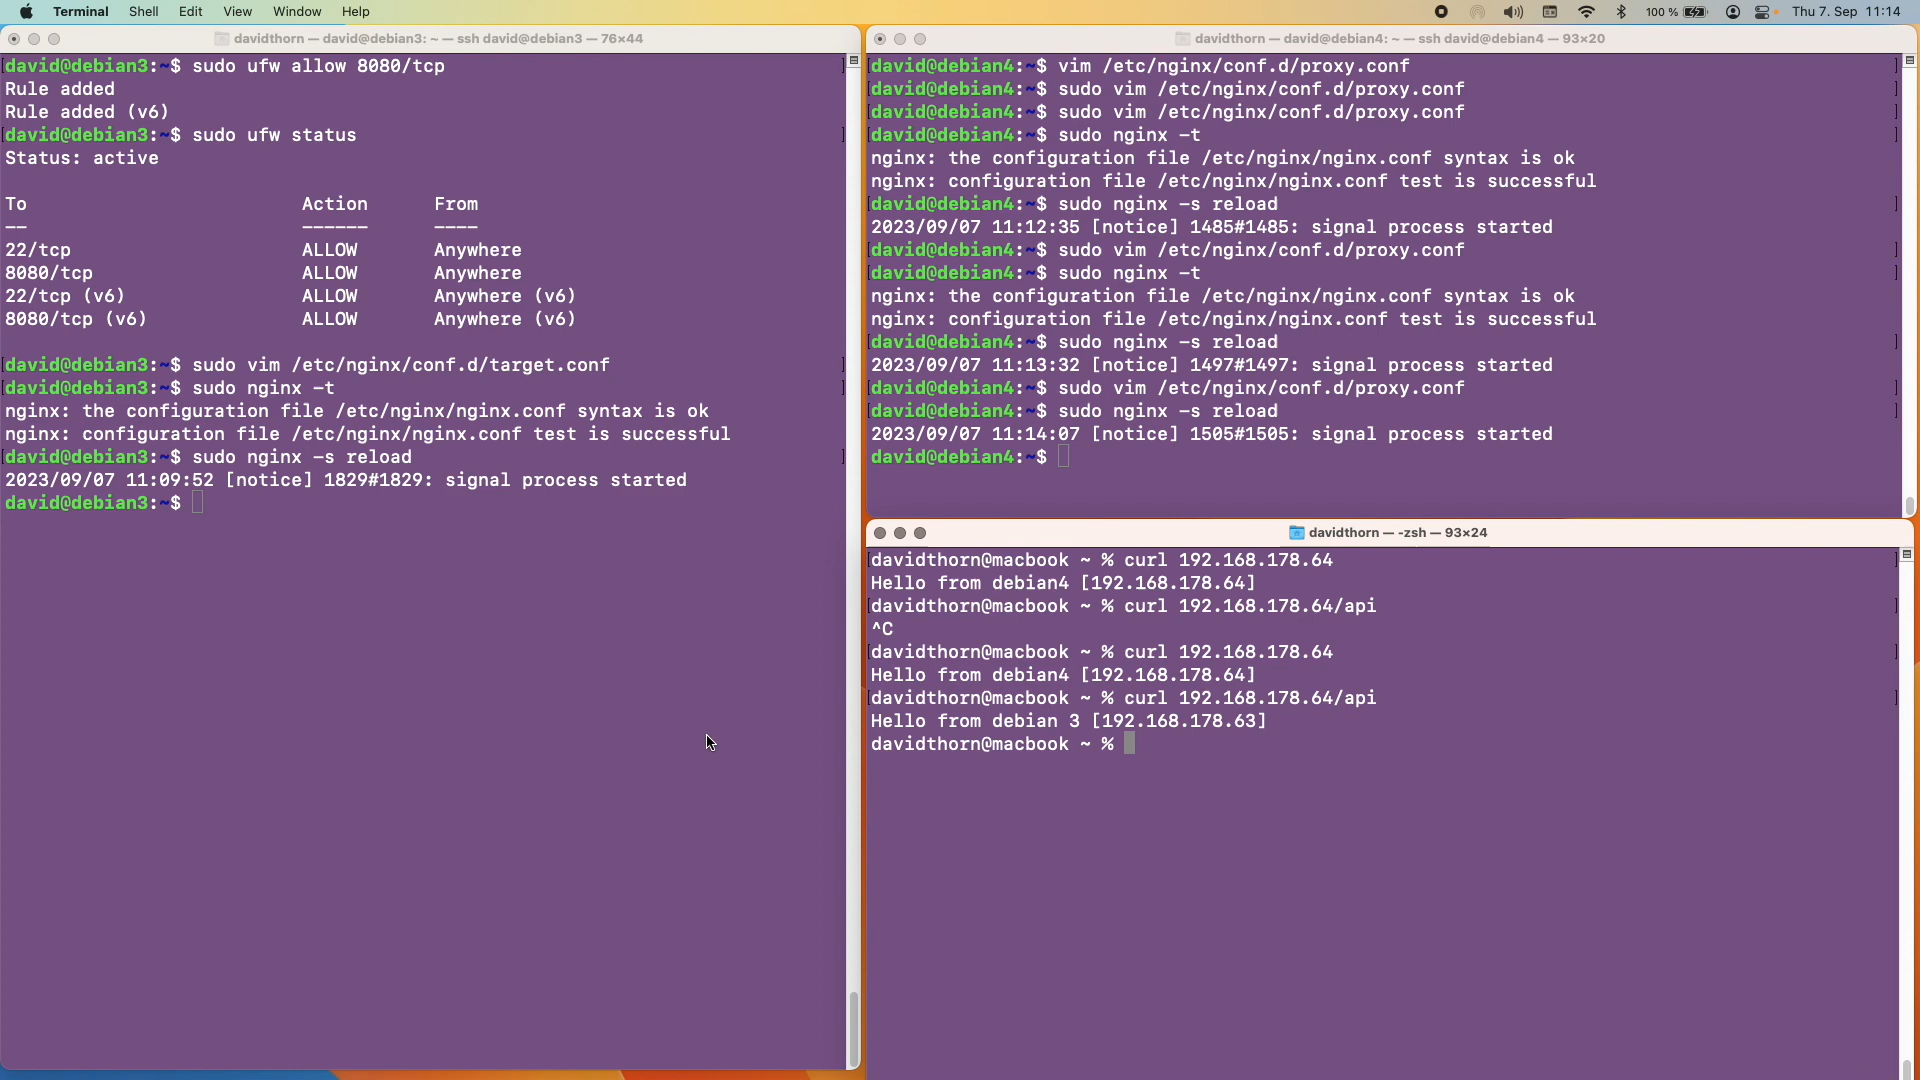 Terminal Shell Edit View Window Help 100 % Thu 7. Sep 11:14
davidthorn — david@debian3: ~ — ssh david@debian3 — 76×44
david@debian3:~$ sudo ufw allow 8080/tcp
Rule added
Rule added (v6)
david@debian3:~$ sudo ufw status
Status: active
To Action From
-- ------ ----
22/tcp ALLOW Anywhere
8080/tcp ALLOW Anywhere
22/tcp (v6) ALLOW Anywhere (v6)
8080/tcp (v6) ALLOW Anywhere (v6)
david@debian3:~$ sudo vim /etc/nginx/conf.d/target.conf
david@debian3:~$ sudo nginx -t
nginx: the configuration file /etc/nginx/nginx.conf syntax is ok
nginx: configuration file /etc/nginx/nginx.conf test is successful
david@debian3:~$ sudo nginx -s reload
2023/09/07 11:09:52 [notice] 1829#1829: signal process started
david@debian3:~$
davidthorn — david@debian4: ~ — ssh david@debian4 — 93×20
david@debian4:~$ vim /etc/nginx/conf.d/proxy.conf
david@debian4:~$ sudo vim /etc/nginx/conf.d/proxy.conf
david@debian4:~$ sudo vim /etc/nginx/conf.d/proxy.conf
david@debian4:~$ sudo nginx -t
nginx: the configuration file /etc/nginx/nginx.conf syntax is ok
nginx: configuration file /etc/nginx/nginx.conf test is successful
david@debian4:~$ sudo nginx -s reload
2023/09/07 11:12:35 [notice] 1485#1485: signal process started
david@debian4:~$ sudo vim /etc/nginx/conf.d/proxy.conf
david@debian4:~$ sudo nginx -t
nginx: the configuration file /etc/nginx/nginx.conf syntax is ok
nginx: configuration file /etc/nginx/nginx.conf test is successful
david@debian4:~$ sudo nginx -s reload
2023/09/07 11:13:32 [notice] 1497#1497: signal process started
david@debian4:~$ sudo vim /etc/nginx/conf.d/proxy.conf
david@debian4:~$ sudo nginx -s reload
2023/09/07 11:14:07 [notice] 1505#1505: signal process started
david@debian4:~$
davidthorn — -zsh — 93×24
davidthorn@macbook ~ % curl 192.168.178.64
Hello from debian4 [192.168.178.64]
davidthorn@macbook ~ % curl 192.168.178.64/api
^C
davidthorn@macbook ~ % curl 192.168.178.64
Hello from debian4 [192.168.178.64]
davidthorn@macbook ~ % curl 192.168.178.64/api
Hello from debian 3 [192.168.178.63]
davidthorn@macbook ~ %